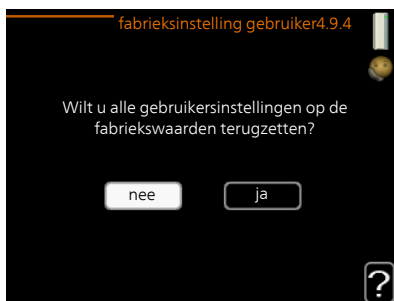 fabrieksinstelling gebruiker4.9.4
Wilt u alle gebruikersinstellingen op de
fabriekswaarden terugzetten?
nee
ja
?